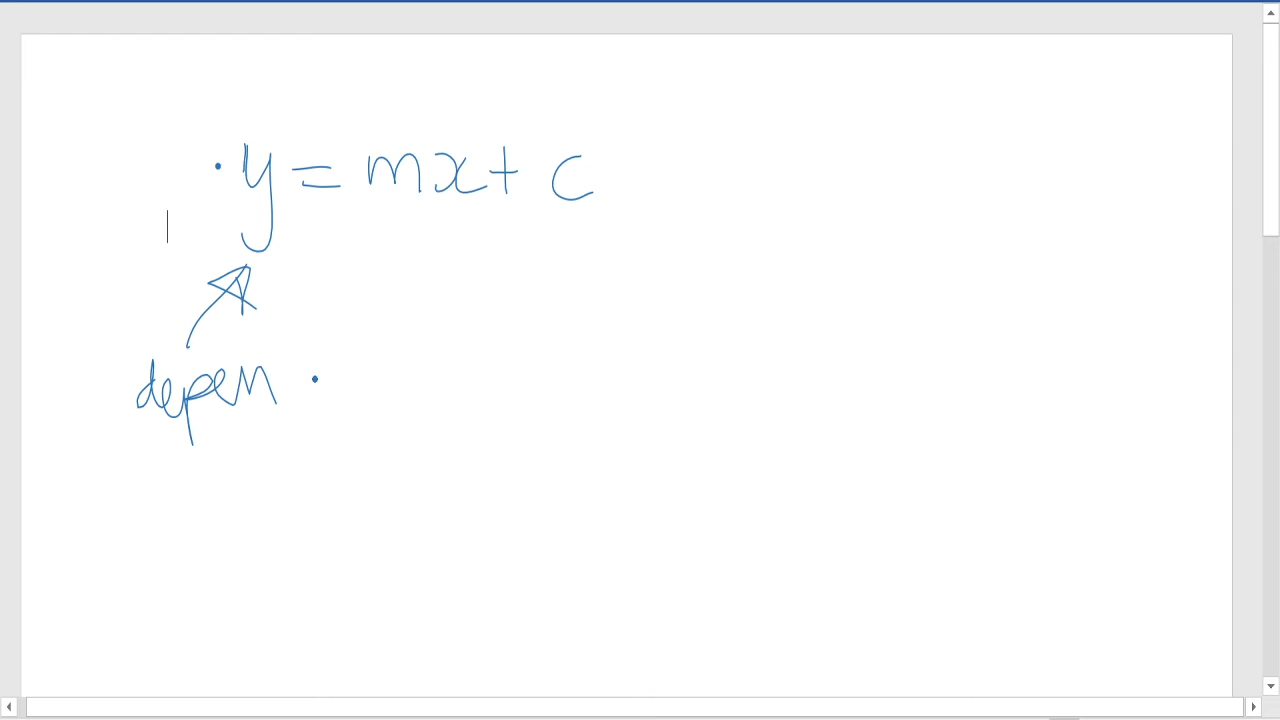 y = mx + c
depen